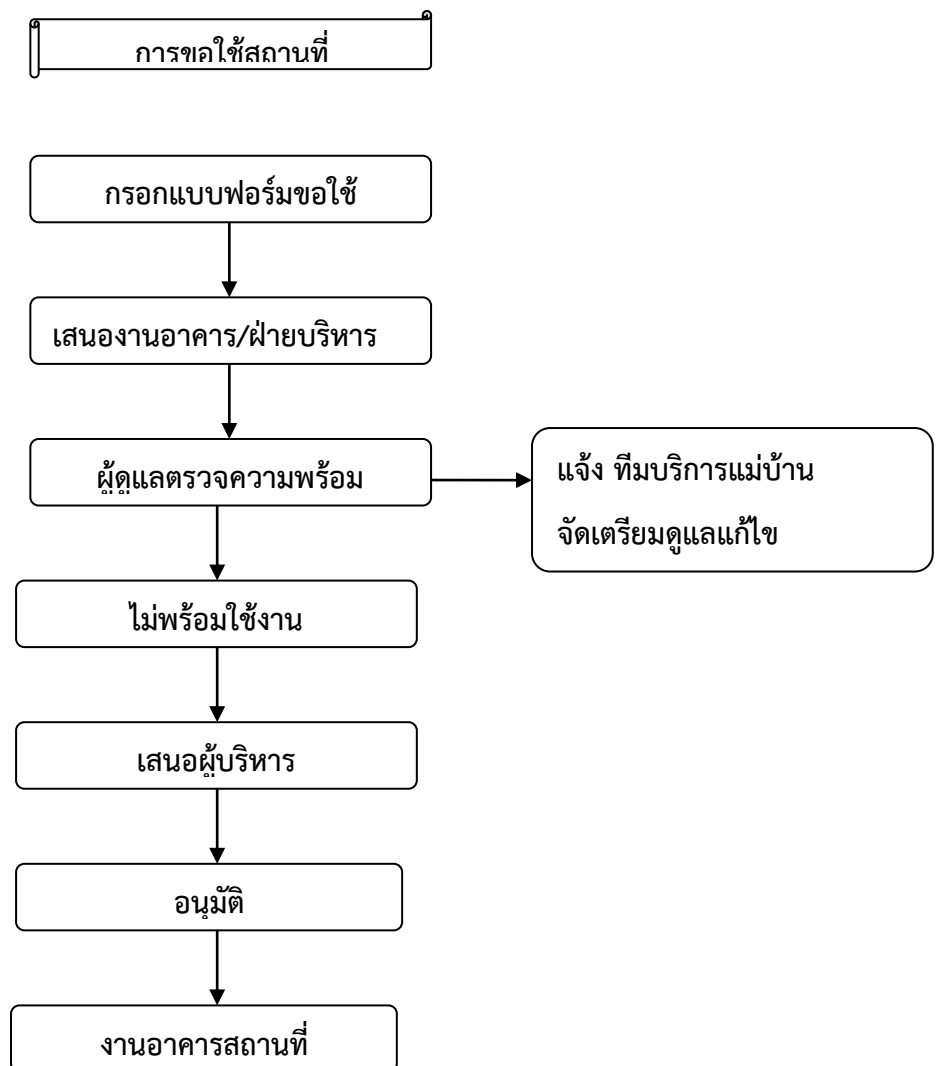 การขอใช้สถานที่
กรอกแบบฟอร์มขอใช้
เสนองานอาคาร/ฝ่ายบริหาร
ผู้ดูแลตรวจความพร้อม
แจ้ง ทีมบริการแม่บ้าน
จัดเตรียมดูแลแก้ไข
ไม่พร้อมใช้งาน
เสนอผู้บริหาร
อนุมัติ
งานอาคารสถานที่